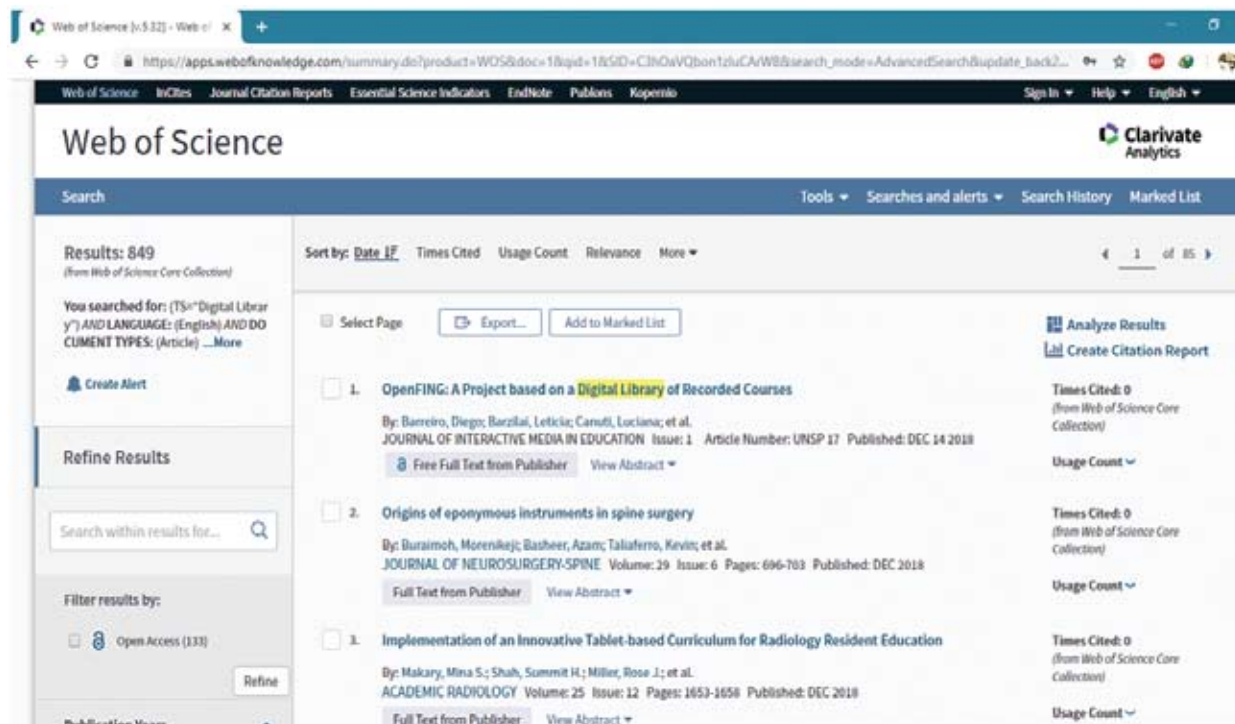 Web of Science [v.5.32] - Web of
https://apps.webofknowledge.com/summary.do?product=WOS&doc=1&qid=1&SID=
Web of Science InCites Journal Citation Reports Essential Science Indicators EndNote Publons Kopernio Sign In Help English
Web of Science
Clarivate
Analytics
Search Tools Searches and alerts Search History Marked List
Results: 849
(from Web of Science Core Collection)
You searched for: (TS="Digital Librar
y") AND LANGUAGE: (English) AND DO
CUMENT TYPES: (Article) ...More
Create Alert
Refine Results
Search within results for...
Filter results by:
Open Access (133)
Refine
Publication Years
Sort by: Date Times Cited Usage Count Relevance More
1 of 85
Select Page Export... Add to Marked List
Analyze Results
Create Citation Report
1. OpenFING: A Project based on a Digital Library of Recorded Courses
By: Barreiro, Diego; Barzilai, Leticia; Canuti, Luciana; et al.
JOURNAL OF INTERACTIVE MEDIA IN EDUCATION Issue: 1 Article Number: UNSP 17 Published: DEC 14 2018
Free Full Text from Publisher View Abstract
Times Cited: 0
(from Web of Science Core
Collection)
Usage Count
2. Origins of eponymous instruments in spine surgery
By: Buraimoh, Morenikeji; Basheer, Azam; Taliaferro, Kevin; et al.
JOURNAL OF NEUROSURGERY-SPINE Volume: 29 Issue: 6 Pages: 696-703 Published: DEC 2018
Full Text from Publisher View Abstract
Times Cited: 0
(from Web of Science Core
Collection)
Usage Count
3. Implementation of an Innovative Tablet-based Curriculum for Radiology Resident Education
By: Makary, Mina S.; Shah, Summit H.; Miller, Rose J.; et al.
ACADEMIC RADIOLOGY Volume: 25 Issue: 12 Pages: 1653-1658 Published: DEC 2018
Full Text from Publisher View Abstract
Times Cited: 0
(from Web of Science Core
Collection)
Usage Count